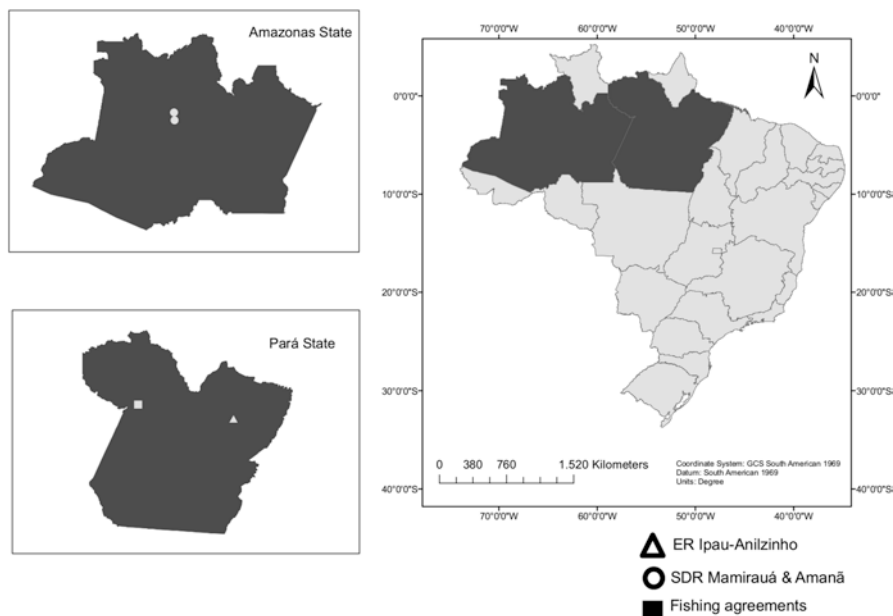 Amazonas State
Pará State
70°0'0"W 60°0'0"W 50°0'0"W 40°0'0"W
N
0°0'0"
10°0'0"S
20°0'0"S
30°0'0"S
40°0'0"S
0°0'0"
10°0'0"S
20°0'0"S
30°0'0"S
40°0'0"S
0 380 760 1.520 Kilometers
Coordinate System: GCS South American 1969
Datum: South American 1969
Units: Degree
70°0'0"W 60°0'0"W 50°0'0"W 40°0'0"W
ER Ipau-Anilzinho
SDR Mamirauá & Amanã
Fishing agreements